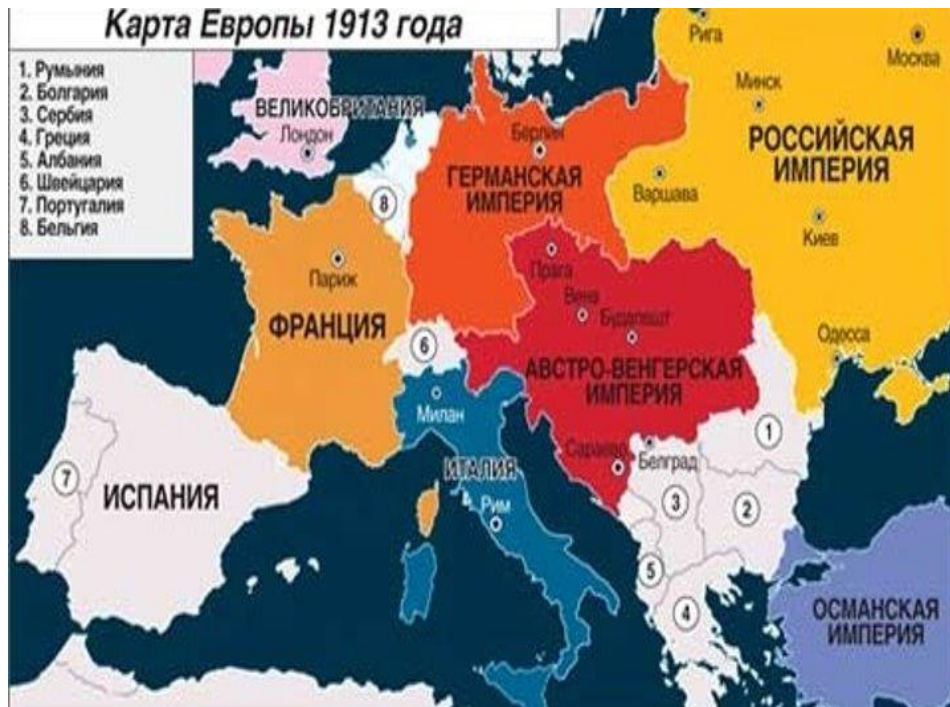 Карта Европы 1913 года
1. Румыния
2. Болгария
3. Сербия
4. Греция
5. Албания
6. Швейцария
7. Португалия
8. Бельгия
Рига
Москва
Минск
ВЕЛИКОБРИТАНИЯ
Лондон
Берлин
РОССИЙСКАЯ
ИМПЕРИЯ
ГЕРМАНСКАЯ
ИМПЕРИЯ
Варшава
8
Киев
Париж
Прага
Вена
Будапешт
ФРАНЦИЯ
Одесса
6
АВСТРО-ВЕНГЕРСКАЯ
ИМПЕРИЯ
Милан
1
Сараево
Белград
ИТАЛИЯ
7
ИСПАНИЯ
Рим
3
2
5
4
ОСМАНСКАЯ
ИМПЕРИЯ